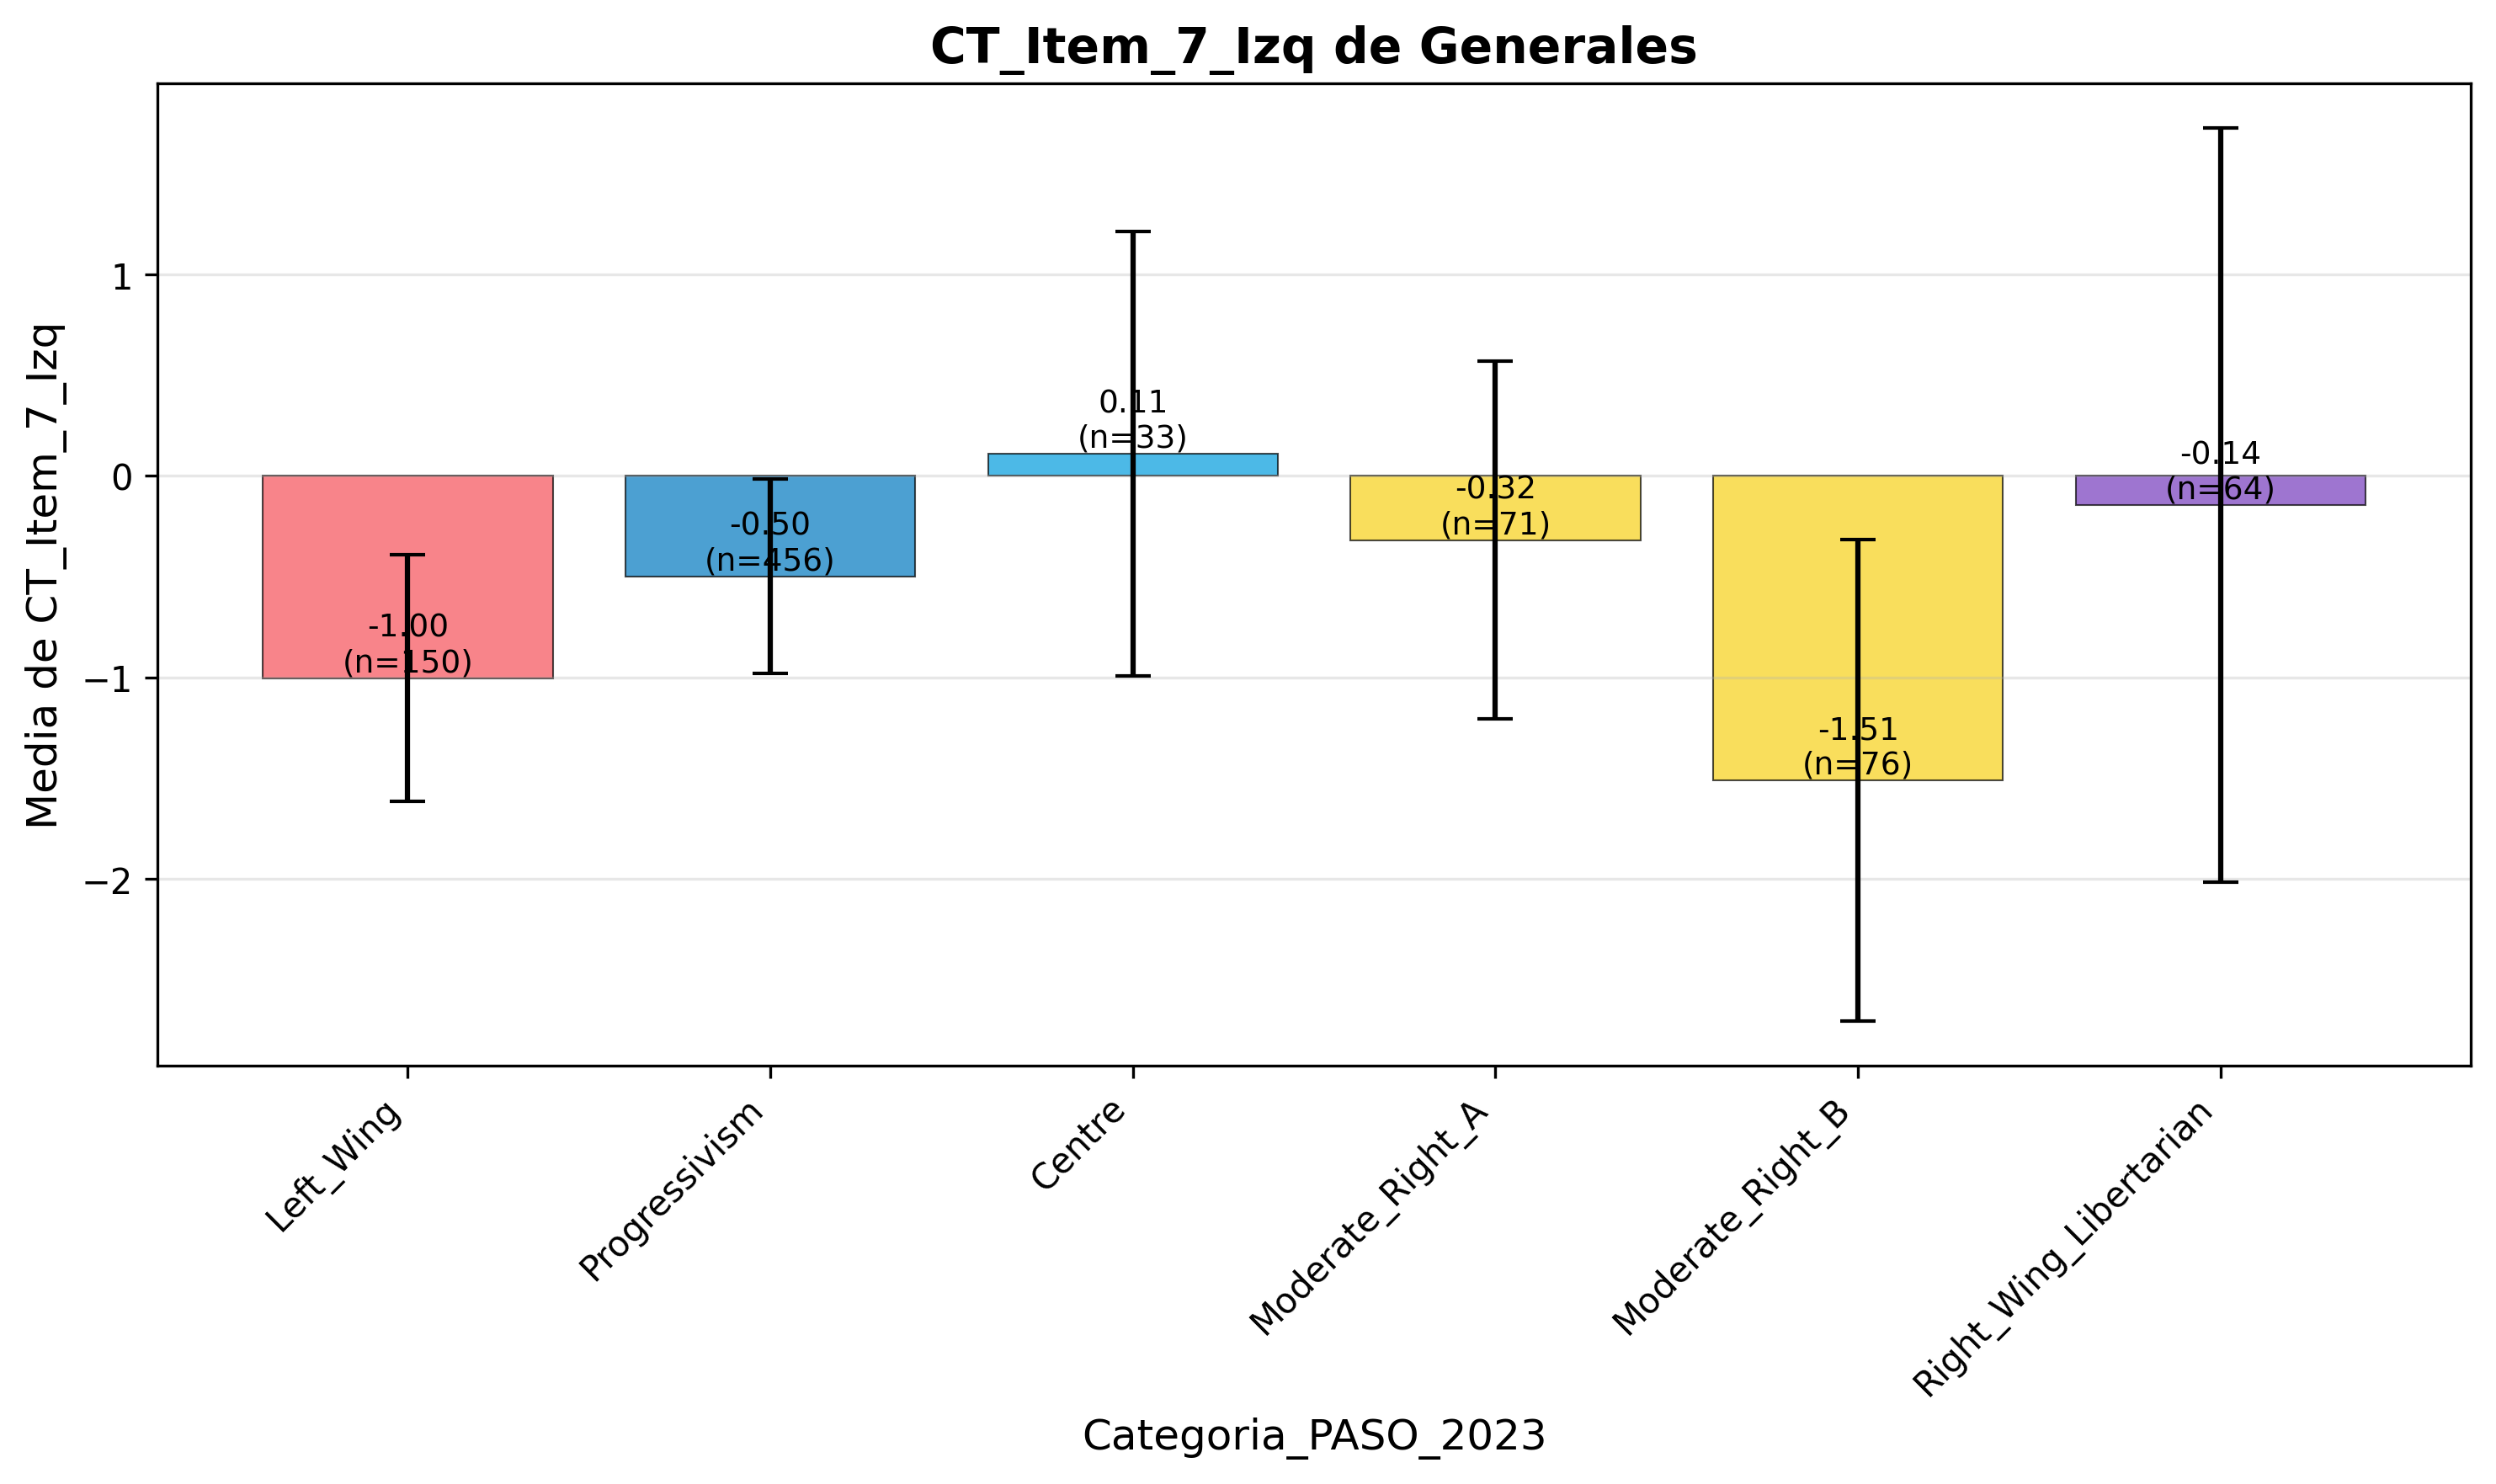 CT_Item_7_Izq de Generales
Media de CT_Item_7_Izq
1
0
−1
−2
-1.00
(n=150)
-0.50
(n=456)
0.11
(n=33)
-0.32
(n=71)
-1.51
(n=76)
-0.14
(n=64)
Left_Wing
Progressivism
Centre
Moderate_Right_A
Moderate_Right_B
Right_Wing_Libertarian
Categoria_PASO_2023